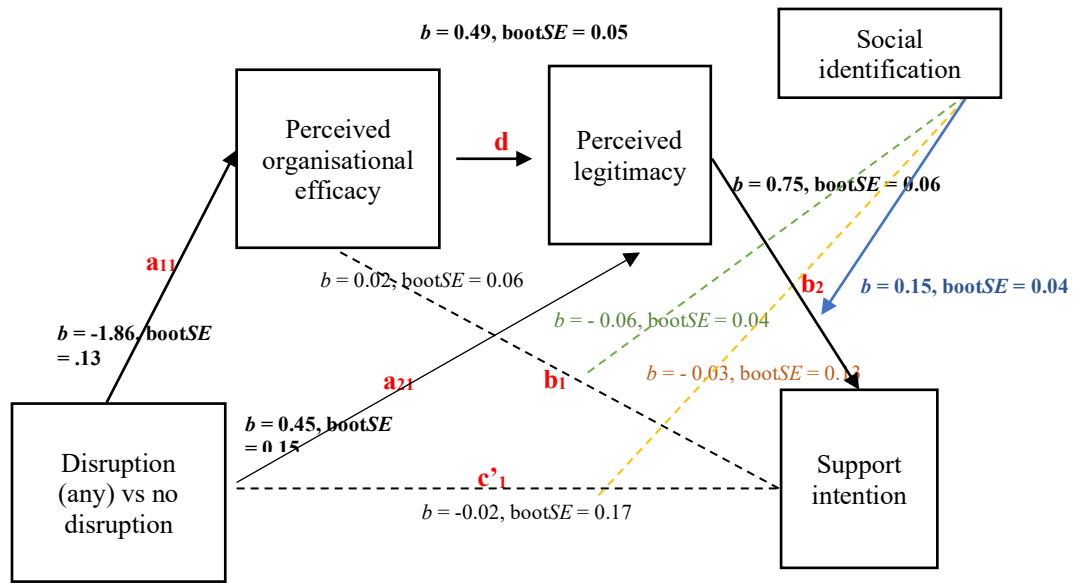 b = 0.49, bootSE = 0.05
Social
identification
Perceived
organisational
efficacy
d
Perceived
legitimacy
b = 0.75, bootSE = 0.06
a11
b = 0.02, bootSE = 0.06
b2
b = 0.15, bootSE = 0.04
b = -1.86, bootSE
= .13
b = - 0.06, bootSE = 0.04
a21
b1
b = - 0.03, bootSE = 0.13
b = 0.45, bootSE
= 0.15
Disruption
(any) vs no
disruption
c’1
b = -0.02, bootSE = 0.17
Support
intention